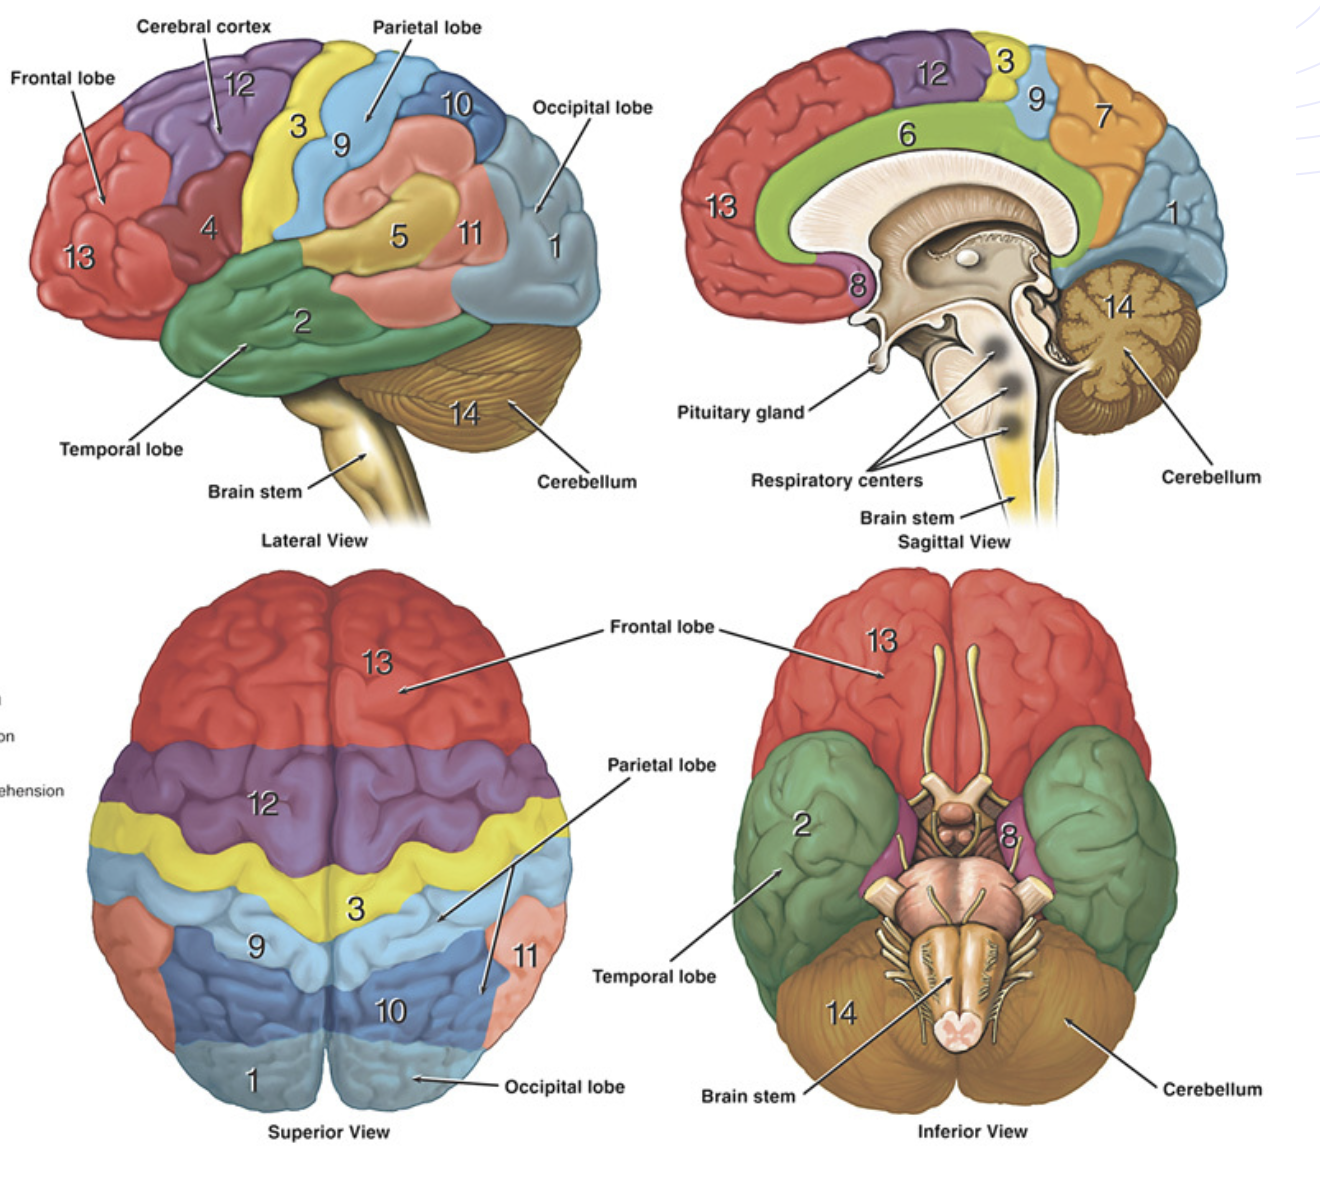 Cerebral cortex
Parietal lobe
Frontal lobe
Occipital lobe
12
10
3
9
4
13
5
11
1
2
14
Temporal lobe
Brain stem
Cerebellum
Lateral View
12
3
9
7
6
13
1
8
14
Pituitary gland
Respiratory centers
Cerebellum
Brain stem
Sagittal View
Frontal lobe
13
12
Parietal lobe
3
9
11
10
1
Occipital lobe
Superior View
13
2
8
Temporal lobe
14
Brain stem
Cerebellum
Inferior View
on
ehension